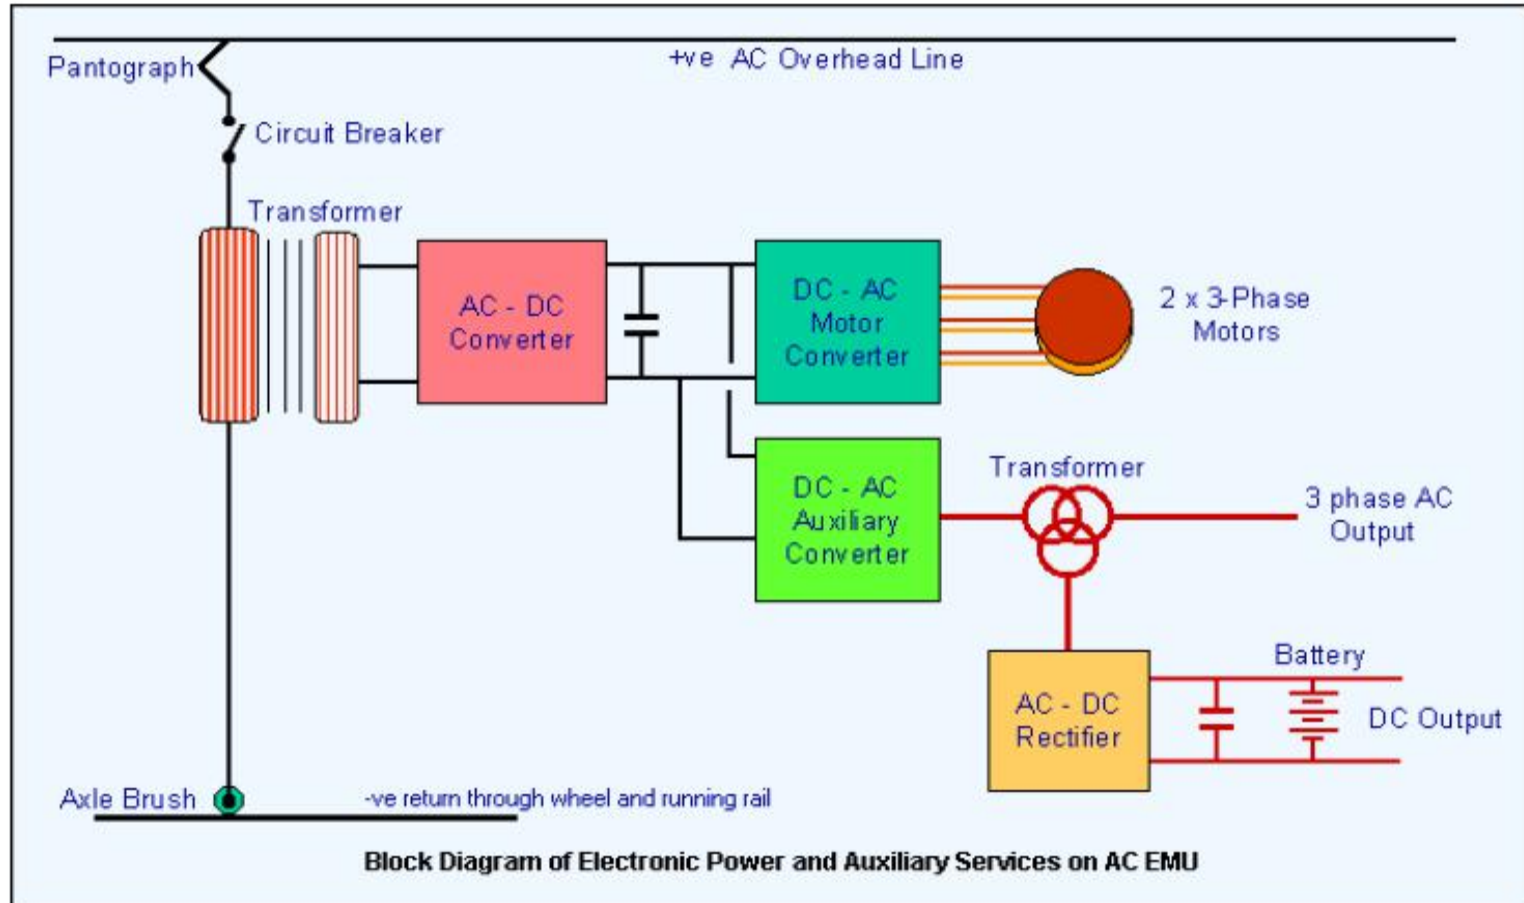 +ve AC Overhead Line
Pantograph
Circuit Breaker
Transformer
AC - DC
Converter
DC - AC
Motor
Converter
2 x 3-Phase
Motors
DC - AC
Auxiliary
Converter
Transformer
3 phase AC
Output
AC - DC
Rectifier
Battery
DC Output
Axle Brush
-ve return through wheel and running rail
Block Diagram of Electronic Power and Auxiliary Services on AC EMU